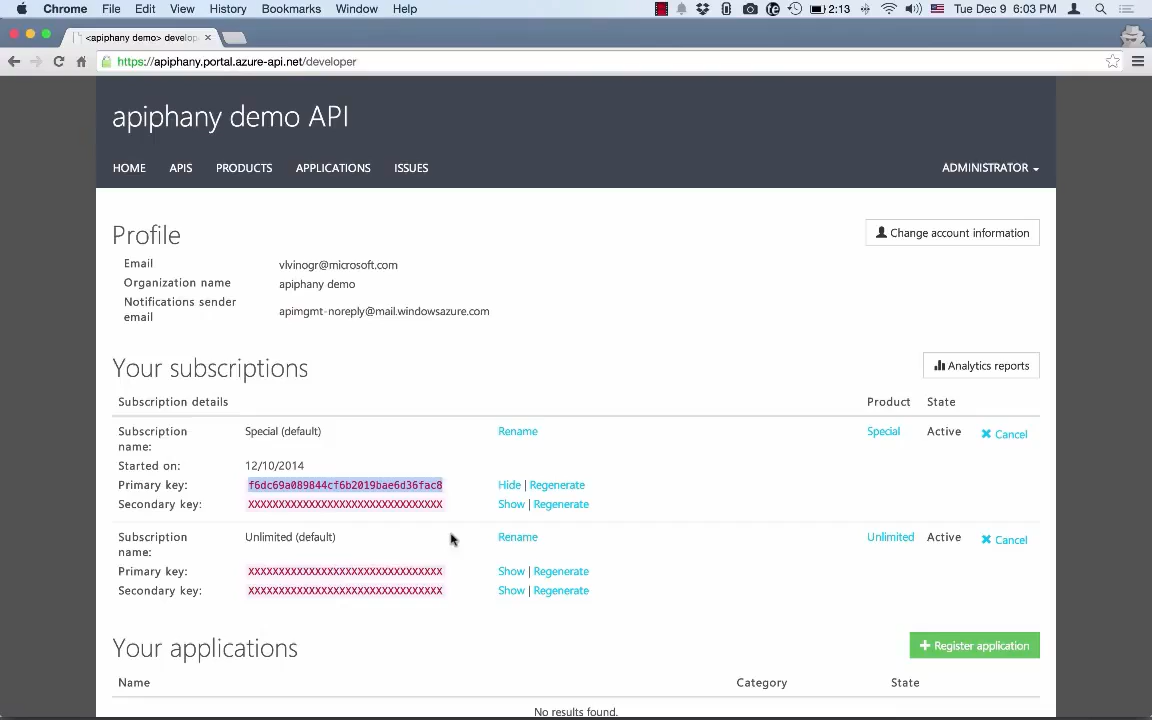 Chrome File Edit View History Bookmarks Window Help 2:13 Tue Dec 9 6:03 PM
<apiphany demo> develop
https://apiphany.portal.azure-api.net/developer
apiphany demo API
HOME APIS PRODUCTS APPLICATIONS ISSUES ADMINISTRATOR
Profile
Change account information
Email vlvinogr@microsoft.com
Organization name apiphany demo
Notifications sender
email
apimgmt-noreply@mail.windowsazure.com
Your subscriptions
Analytics reports
Subscription details Product State
Subscription
name:
Special (default) Rename Special Active Cancel
Started on: 12/10/2014
Primary key: f6dc69a089844cf6b2019bae6d36fac8 Hide | Regenerate
Secondary key: XXXXXXXXXXXXXXXXXXXXXXXXXXXXXXXX Show | Regenerate
Subscription
name:
Unlimited (default) Rename Unlimited Active Cancel
Primary key: XXXXXXXXXXXXXXXXXXXXXXXXXXXXXXXX Show | Regenerate
Secondary key: XXXXXXXXXXXXXXXXXXXXXXXXXXXXXXXX Show | Regenerate
Your applications
Register application
Name Category State
No results found.